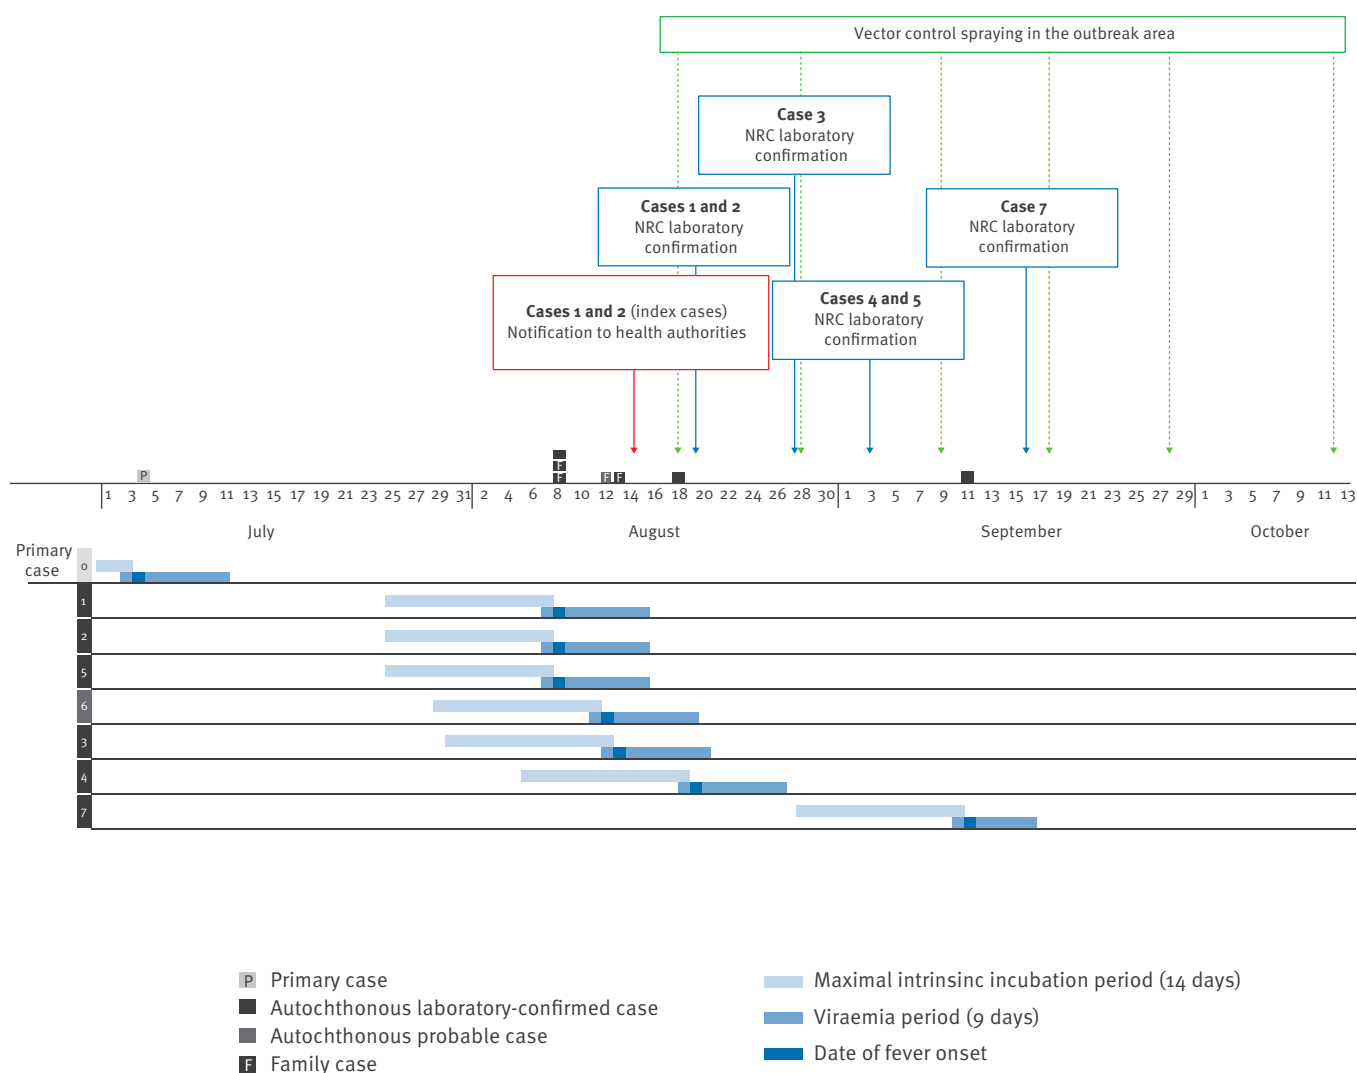 Vector control spraying in the outbreak area
Case 3
NRC laboratory
confirmation
Cases 1 and 2
NRC laboratory
confirmation
Case 7
NRC laboratory
confirmation
Cases 1 and 2 (index cases)
Notification to health authorities
Cases 4 and 5
NRC laboratory
confirmation
P
F
F
F
F
1 3 5 7 9 11 13 15 17 19 21 23 25 27 29 31 2 4 6 8 10 12 14 16 18 20 22 24 26 28 30 1 3 5 7 9 11 13 15 17 19 21 23 25 27 29 1 3 5 7 9 11 13
July August September October
Primary
case
0
1
2
5
6
3
4
7
P Primary case
Autochthonous laboratory-confirmed case
Autochthonous probable case
F Family case
Maximal intrinsinc incubation period (14 days)
Viraemia period (9 days)
Date of fever onset